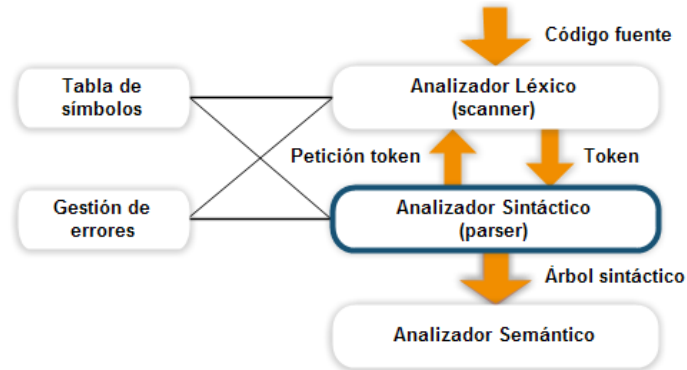 Código fuente
Tabla de
símbolos
Analizador Léxico
(scanner)
Petición token
Token
Gestión de
errores
Analizador Sintáctico
(parser)
Árbol sintáctico
Analizador Semántico